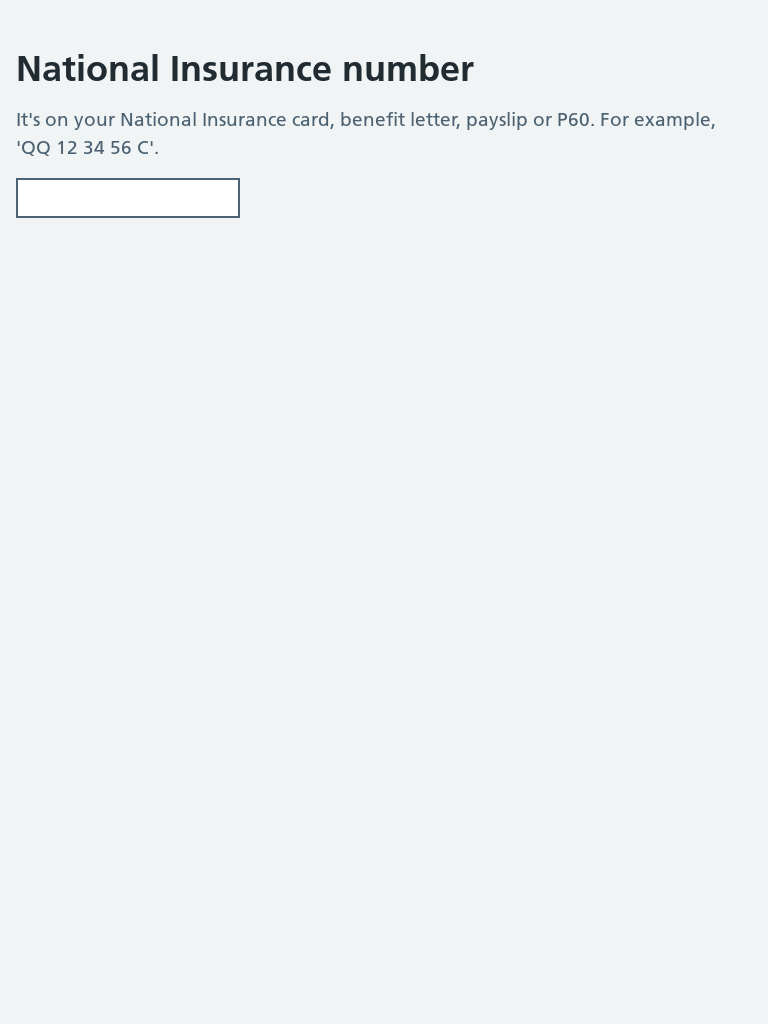 National Insurance number
It's on your National Insurance card, benefit letter, payslip or P60. For example,
'QQ 12 34 56 C'.